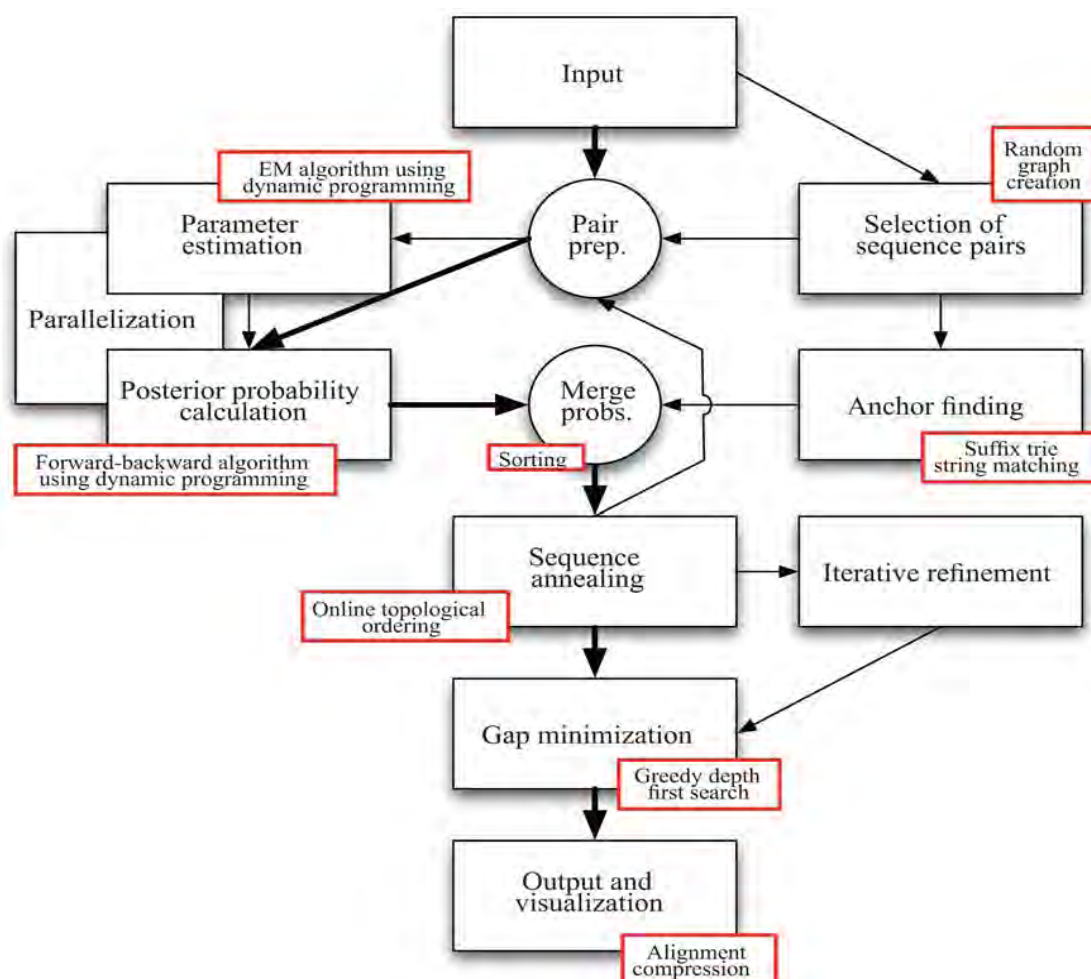 Input
Random
graph
creation
EM algorithm using
dynamic programming
Parameter
estimation
Pair
prep.
Selection of
sequence pairs
Parallelization
Posterior probability
calculation
Merge
probs.
Anchor finding
Forward-backward algorithm
using dynamic programming
Sorting
Suffix trie
string matching
Sequence
annealing
Iterative refinement
Online topological
ordering
Gap minimization
Greedy depth
first search
Output and
visualization
Alignment
compression